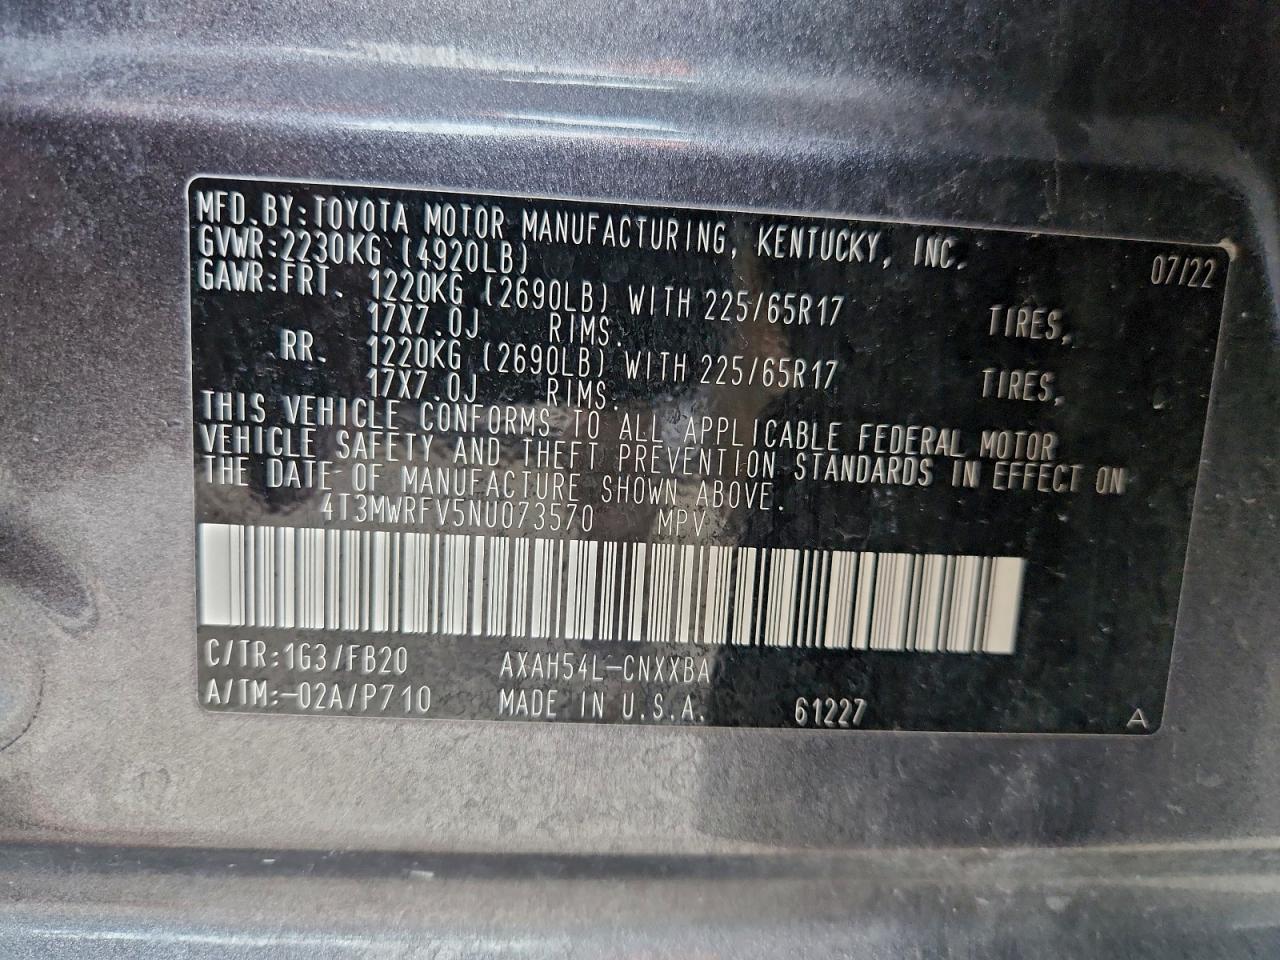 MFD.BY:TOYOTA MOTOR MANUFACTURING, KENTUCKY, INC.
GVWR:2230KG (4920LB) 07/22
GAWR:FRT. 1220KG (2690LB) WITH 225/65R17 TIRES,
17X7.0J RIMS.
RR. 1220KG (2690LB) WITH 225/65R17 TIRES,
17X7.0J RIMS.
THIS VEHICLE CONFORMS TO ALL APPLICABLE FEDERAL MOTOR
VEHICLE SAFETY AND THEFT PREVENTION STANDARDS IN EFFECT ON
THE DATE OF MANUFACTURE SHOWN ABOVE.
4T3MWRFV5NU073570 MPV
C/TR:1G3/FB20 AXAH54L-CNXXBA
A/TM:-02A/P710 MADE IN U.S.A. 61227 A